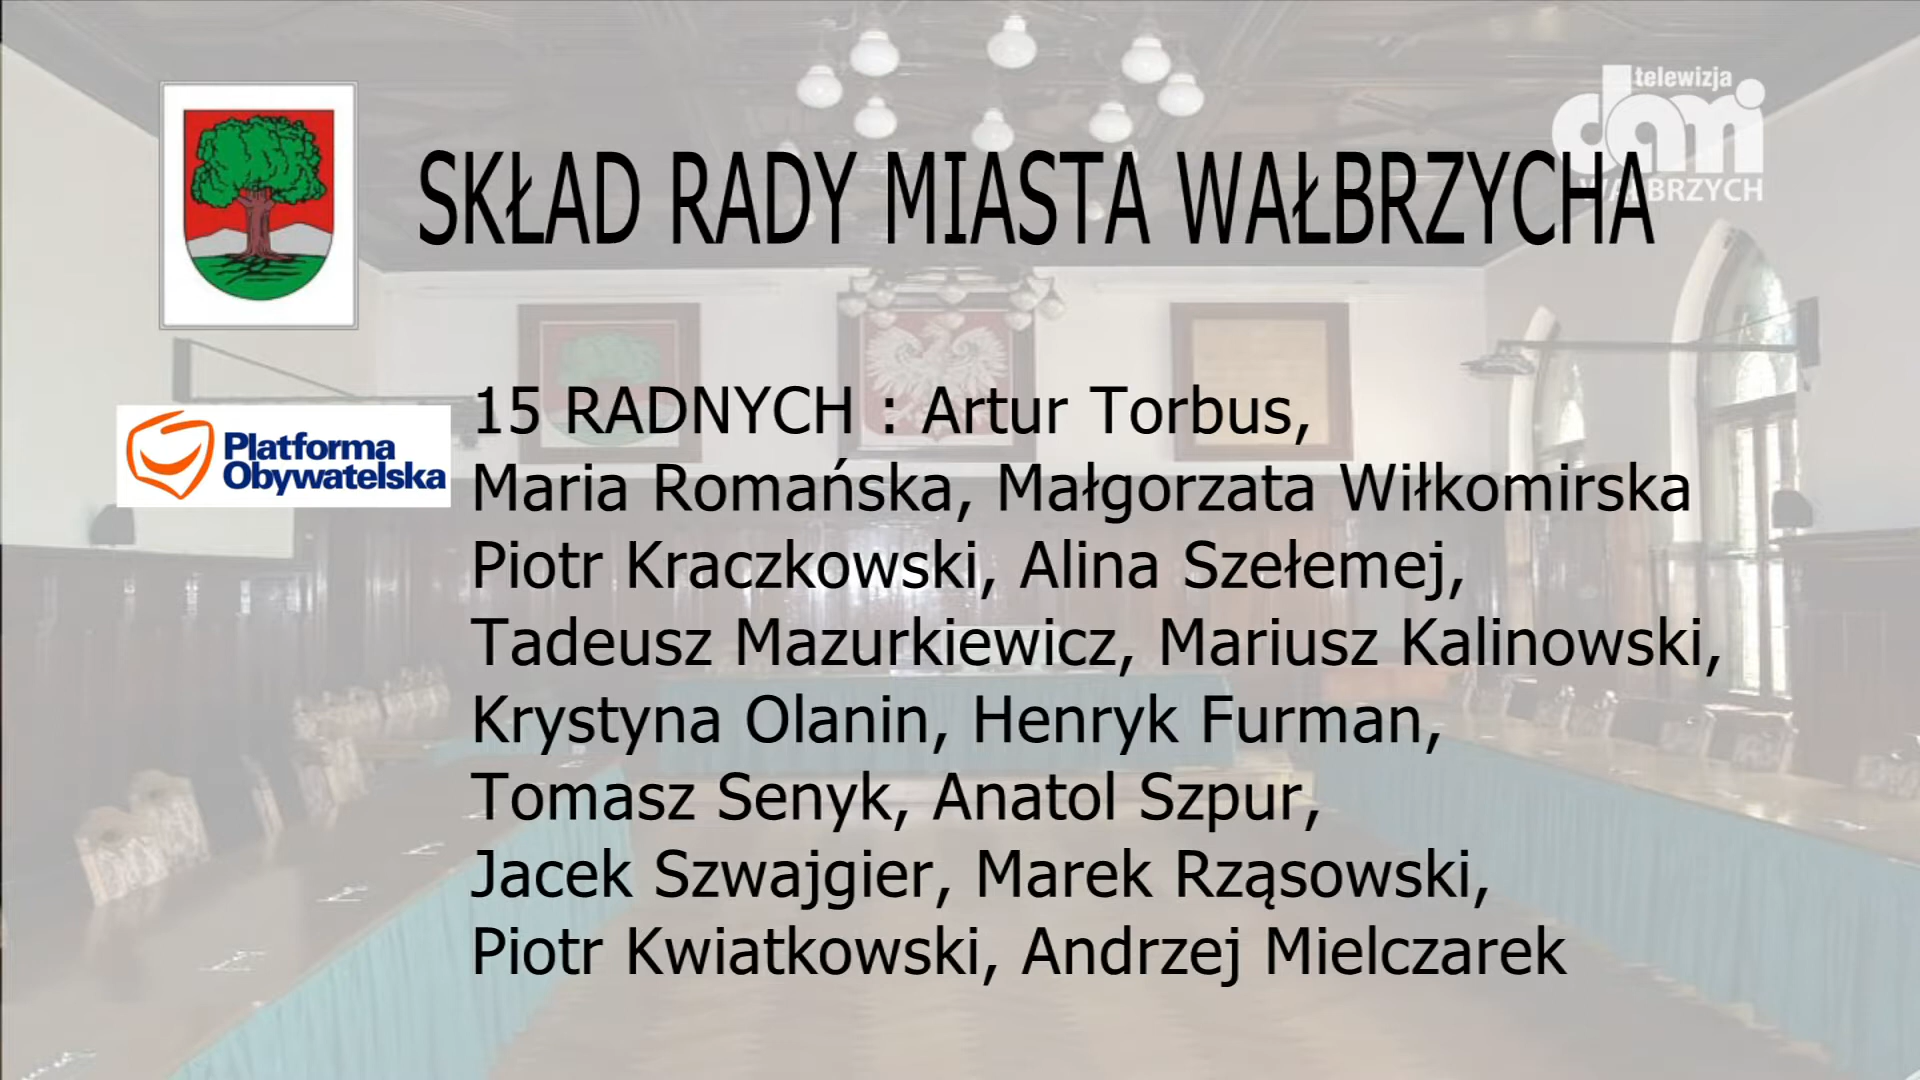 telewizja
dami
WAŁBRZYCH
SKŁAD RADY MIASTA WAŁBRZYCHA
Platforma
Obywatelska
15 RADNYCH : Artur Torbus,
Maria Romańska, Małgorzata Wiłkomirska
Piotr Kraczkowski, Alina Szełemej,
Tadeusz Mazurkiewicz, Mariusz Kalinowski,
Krystyna Olanin, Henryk Furman,
Tomasz Senyk, Anatol Szpur,
Jacek Szwajgier, Marek Rząsowski,
Piotr Kwiatkowski, Andrzej Mielczarek